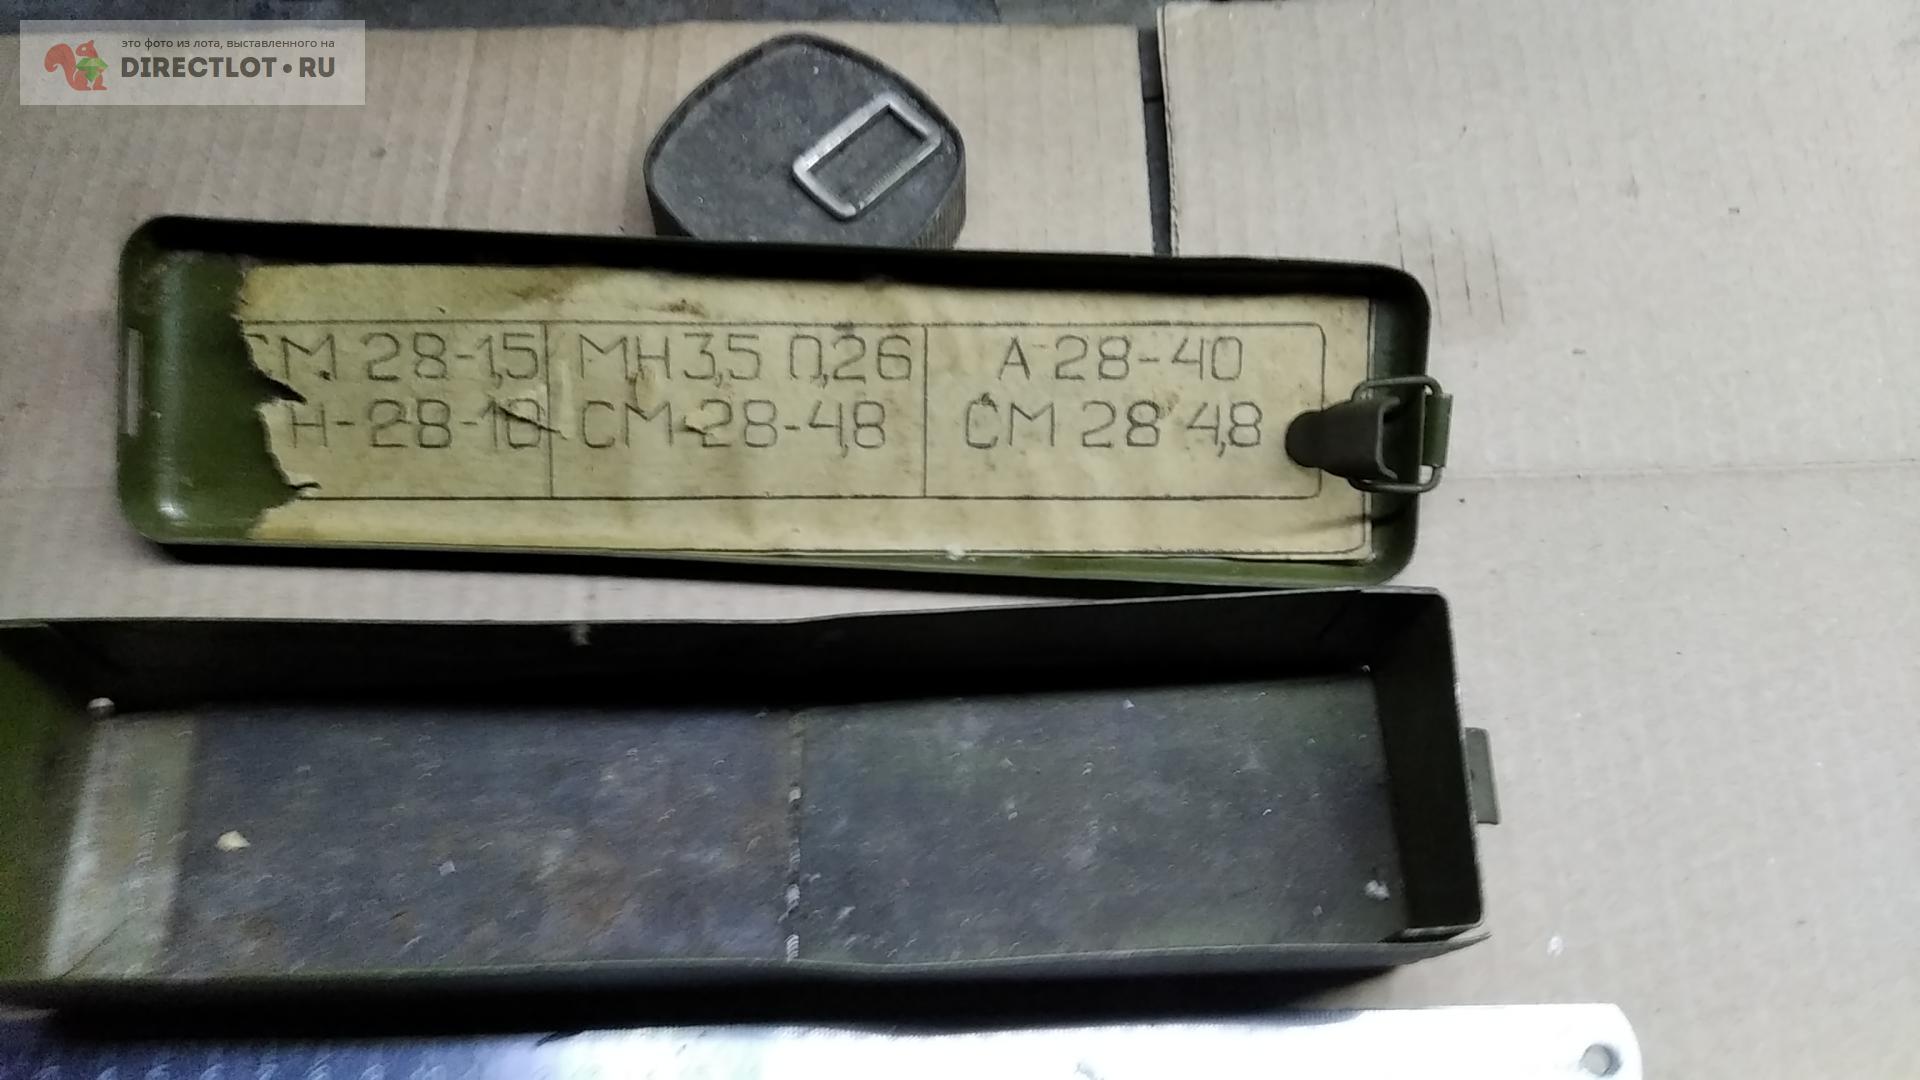 это фото из лота, выставленного на
DIRECTLOT•RU
СМ 28-1,5 МН3,5 0,26 А 28-40
Н-28-10 СМ-28-4,8 СМ 28 4,8